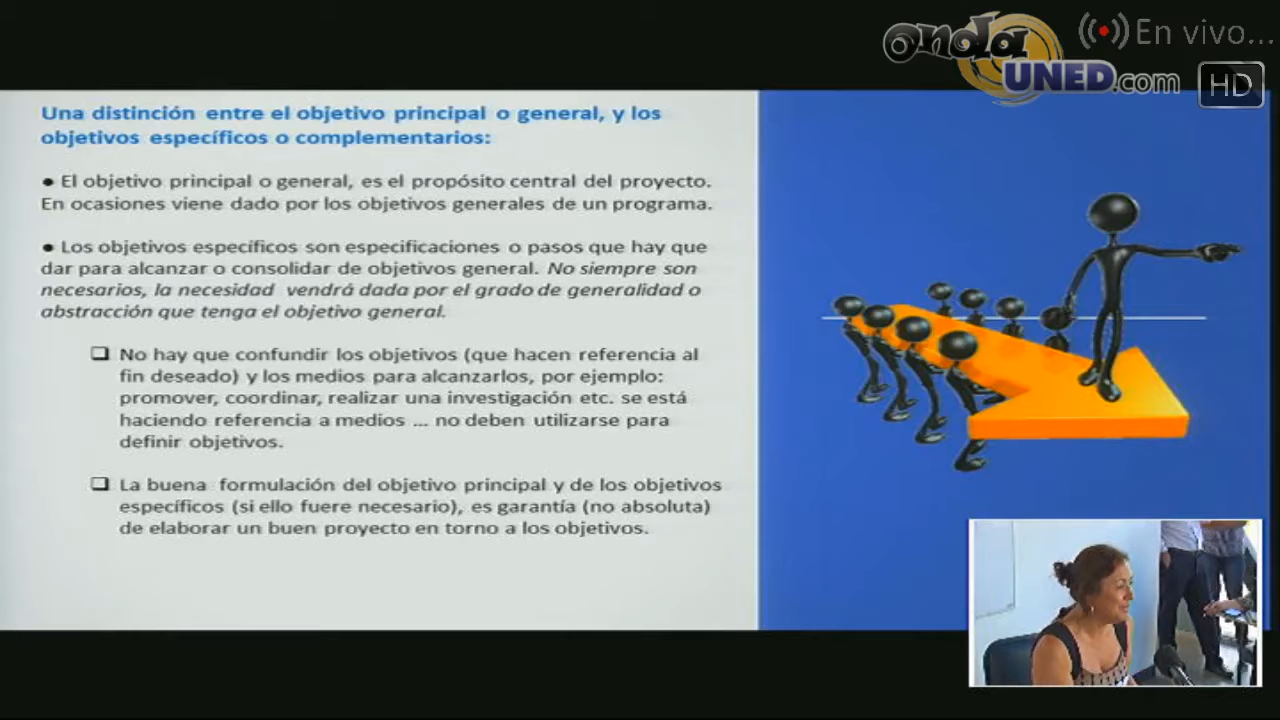 onda
UNED.com
En vivo...
HD
Una distinción entre el objetivo principal o general, y los
objetivos específicos o complementarios:
● El objetivo principal o general, es el propósito central del proyecto.
En ocasiones viene dado por los objetivos generales de un programa.
● Los objetivos específicos son especificaciones o pasos que hay que
dar para alcanzar o consolidar de objetivos general. No siempre son
necesarios, la necesidad vendrá dada por el grado de generalidad o
abstracción que tenga el objetivo general.
❑ No hay que confundir los objetivos (que hacen referencia al
fin deseado) y los medios para alcanzarlos, por ejemplo:
promover, coordinar, realizar una investigación etc. se está
haciendo referencia a medios ... no deben utilizarse para
definir objetivos.
❑ La buena formulación del objetivo principal y de los objetivos
específicos (si ello fuere necesario), es garantía (no absoluta)
de elaborar un buen proyecto en torno a los objetivos.